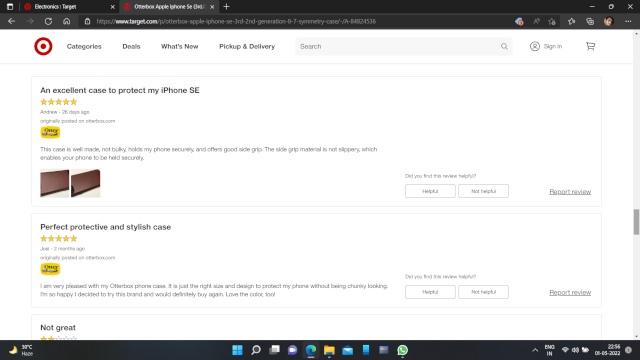 Electronics : Target
Otterbox Apple iphone Se (3rd/2
https://www.target.com/p/otterbox-apple-iphone-se-3rd-2nd-generation-8-7-symmetry-case/-/A-84824536
Categories
Deals
What's New
Pickup & Delivery
Search
Sign in
An excellent case to protect my iPhone SE
Andrew - 26 days ago
originally posted on otterbox.com
Otter
This case is well made, not bulky, holds my phone securely, and offers good side grip. The side grip material is not slippery, which
enables your phone to be held securely.
Did you find this review helpful?
Helpful
Not helpful
Report review
Perfect protective and stylish case
originally posted on otterbox.com
Otter
I am very pleased with my Otterbox phone case. It is just the right size and design to protect my phone without being chunky looking.
I'm so happy I decided to try this brand and would definitely buy again. Love the color, too!
Did you find this review helpful?
Helpful
Not helpful
Report review
Not great
30°C
Haze
ENG
IN
22:56
01-05-2022